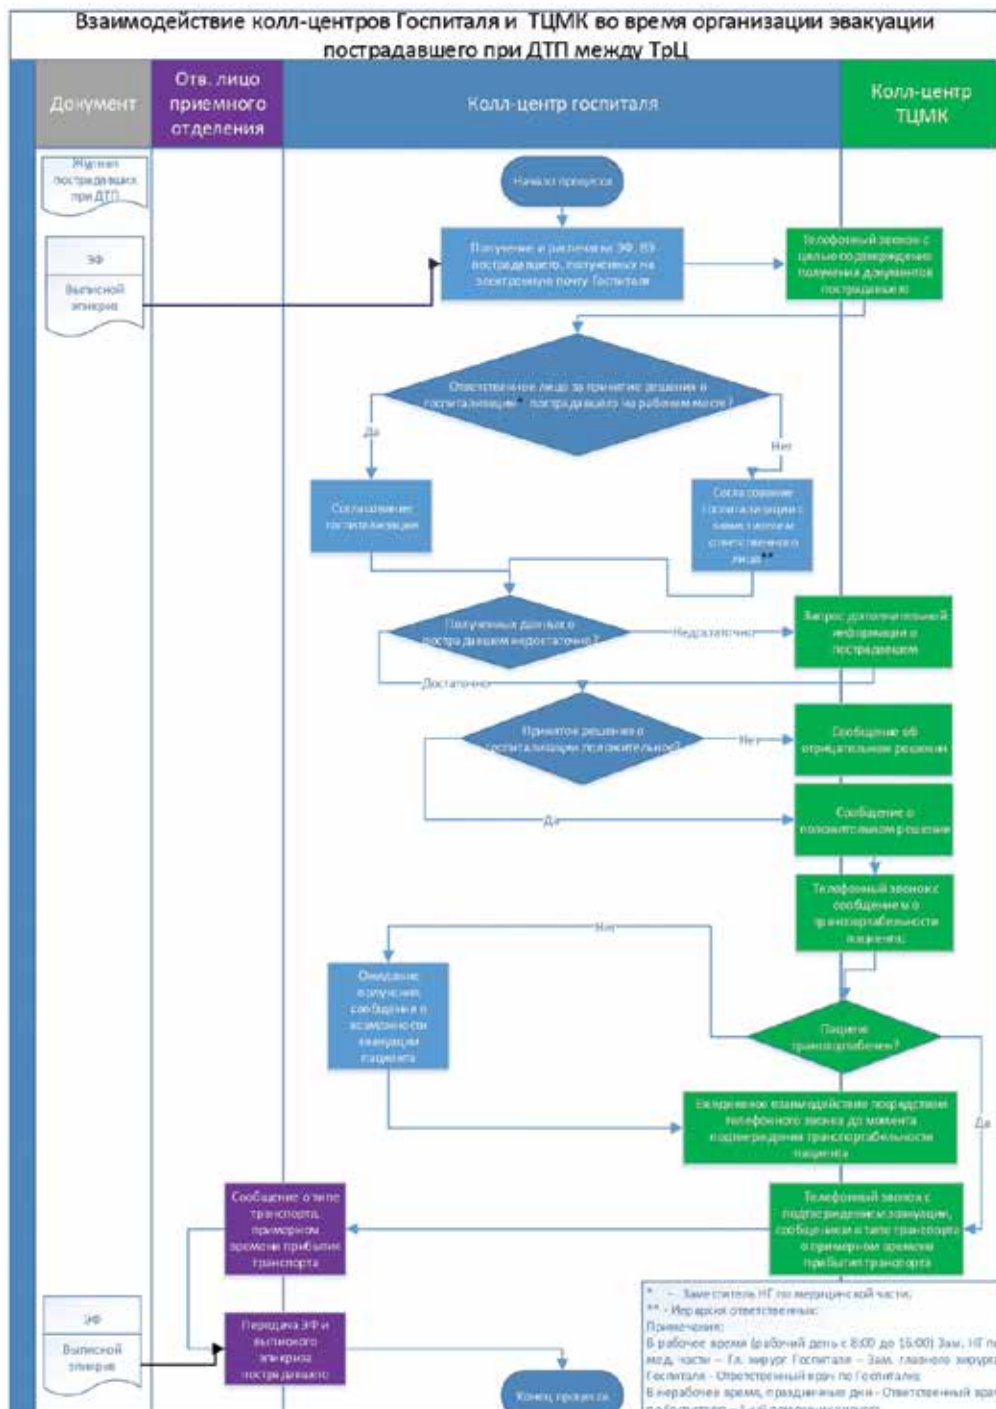 Взаимодействие колл-центров Госпиталя и ТЦМК во время организации эвакуации
пострадавшего при ДТП между ТрЦ
Документ
Отв. лицо
приемного
отделения
Колл-центр госпиталя
Колл-центр
ТЦМК
Журнал
пострадавших
при ДТП
Начало процесса
ЭФ
Выписной
эпикриз
Получение и распечатка ЭФ, ВЭ
пострадавшего, полученных на
электронную почту Госпиталя
Телефонный звонок с
целью подтверждения
получения документов
пострадавшего
Ответственное лицо за принятие решения о
госпитализации* пострадавшего на рабочем месте?
Да
Нет
Согласование
госпитализации
Согласование
госпитализации с
заместителем
ответственного
лица**
Полученных данных о
пострадавшем недостаточно?
Недостаточно
Запрос дополнительной
информации о
пострадавшем
Достаточно
Принятое решение о
госпитализации положительное?
Нет
Сообщение об
отрицательном решении
Да
Сообщение о
положительном решении
Телефонный звонок с
сообщением о
транспортабельности
пациента;
Нет
Ожидание
получения
сообщения о
возможности
эвакуации
пациента
Пациент
транспортабелен?
Да
Ежедневное взаимодействие посредством
телефонного звонка до момента
подтверждения транспортабельности
пациента
Сообщение о типе
транспорта,
примерном
времени прибытия
транспорта
Телефонный звонок с
подтверждением эвакуации,
сообщением о типе транспорта
о примерном времени
прибытия транспорта
ЭФ
Выписной
эпикриз
Передача ЭФ и
выписного
эпикриза
пострадавшего
Конец процесса
* - Заместитель НГ по медицинской части;
** - Иерархия ответственных:
Примечания:
В рабочее время (рабочий день с 8:00 до 16:00) Зам. НГ по
мед. части – Гл. хирург Госпиталя – Зам. главного хирурга
Госпиталя - Ответственный врач по Госпиталю;
В нерабочее время, праздничные дни - Ответственный врач